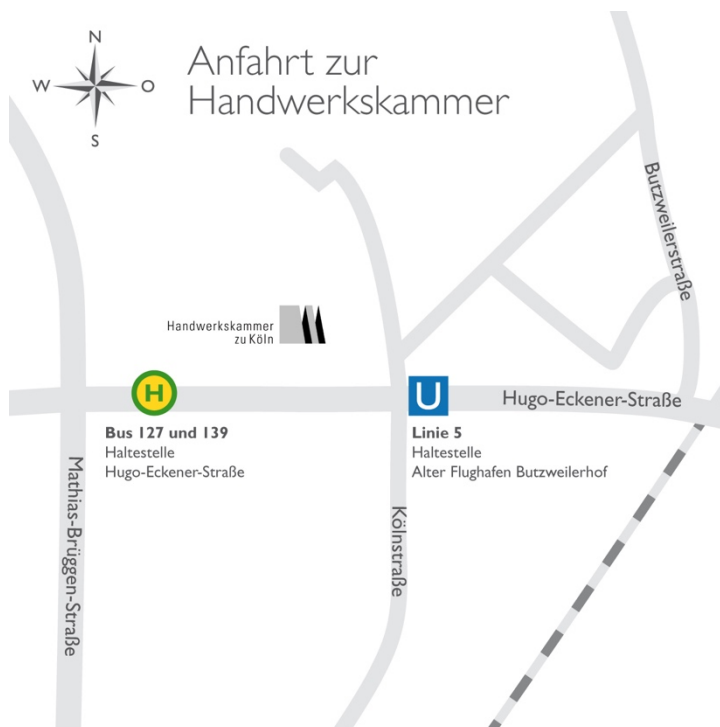 N
W
O
S
Anfahrt zur
Handwerkskammer
Butzweilerstraße
Handwerkskammer
zu Köln
H
U
Hugo-Eckener-Straße
Bus 127 und 139
Haltestelle
Hugo-Eckener-Straße
Linie 5
Haltestelle
Alter Flughafen Butzweilerhof
Mathias-Brüggen-Straße
Kölnstraße